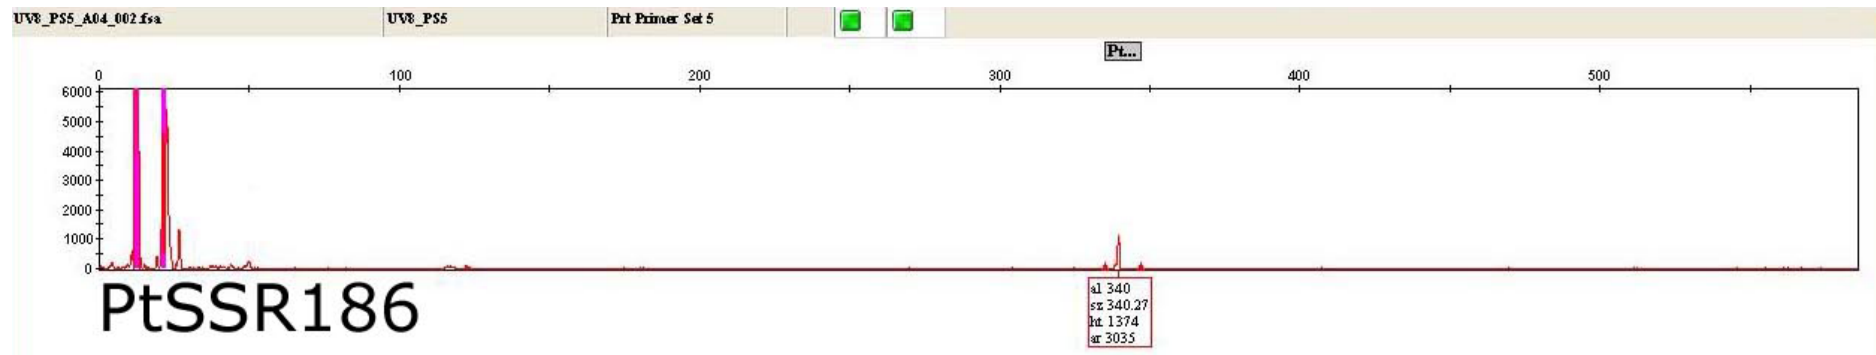 UV8_PS5_A04_002.fsa UV8_PS5 Prt Primer Set 5
Pt...
0 100 200 300 400 500
6000
5000
4000
3000
2000
1000
0
al 340
sz 340.27
ht 1374
ar 3035
PtSSR186